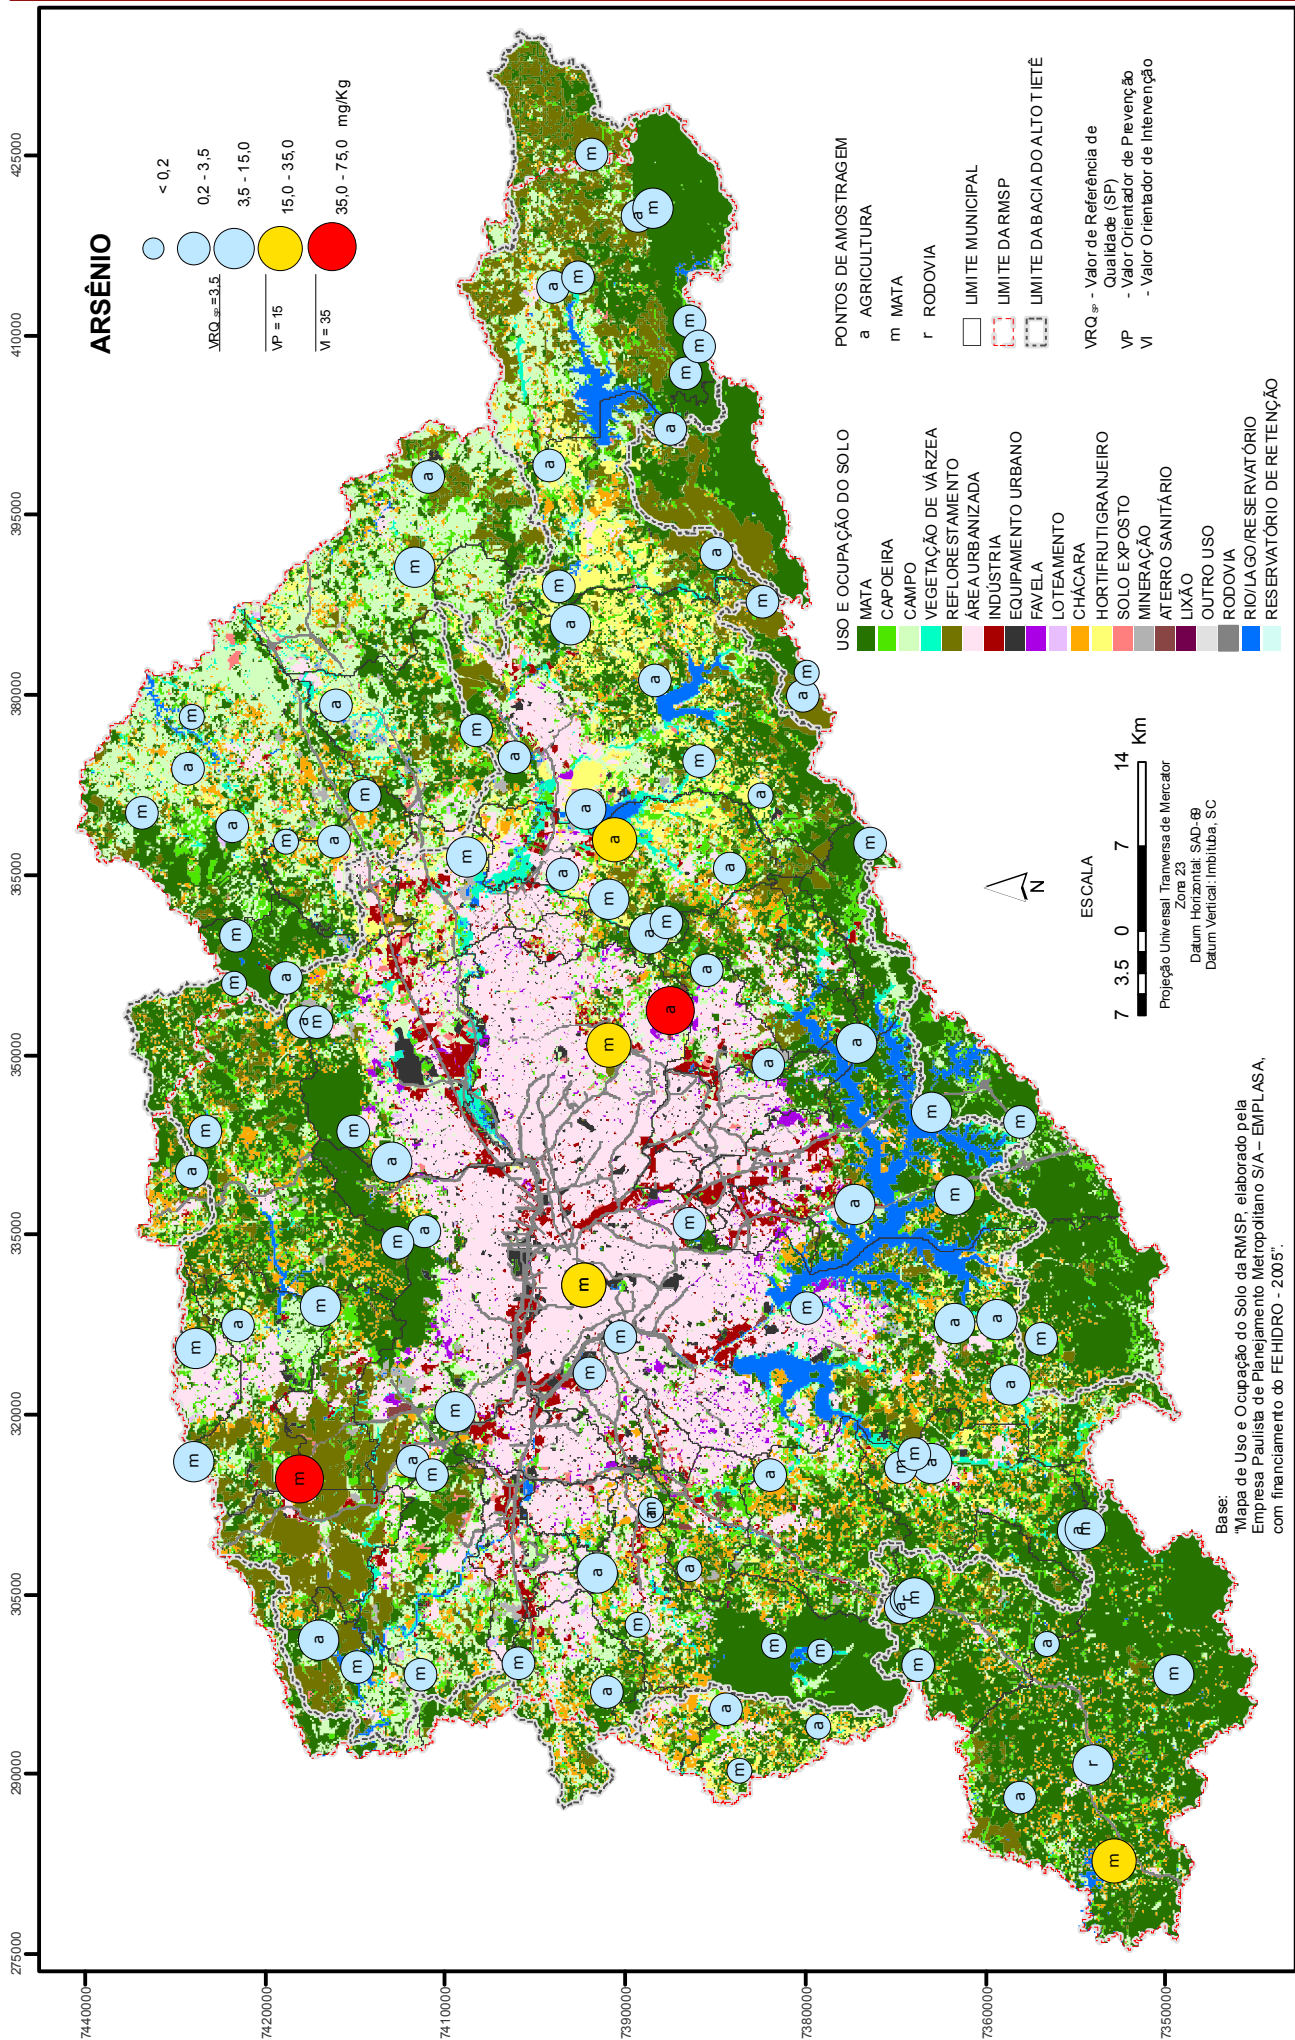 ARSÊNIO
< 0,2
0,2 - 3,5
3,5 - 15,0
15,0 - 35,0
35,0 - 75,0 mg/Kg
VRQ SP = 3,5
VP = 15
VI = 35
275000
290000
305000
320000
335000
350000
365000
380000
395000
410000
425000
7440000
7420000
7410000
7390000
7380000
7360000
7350000
PONTOS DE AMOSTRAGEM
a AGRICULTURA
m MATA
r RODOVIA
LIMITE MUNICIPAL
LIMITE DA RMSP
LIMITE DA BACIA DO ALTO TIETÊ
VRQ SP - Valor de Referência de
Qualidade (SP)
VP - Valor Orientador de Prevenção
VI - Valor Orientador de Intervenção
USO E OCUPAÇÃO DO SOLO
MATA
CAPOEIRA
CAMPO
VEGETAÇÃO DE VÁRZEA
REFLORESTAMENTO
ÁREA URBANIZADA
INDÚSTRIA
EQUIPAMENTO URBANO
FAVELA
LOTEAMENTO
CHÁCARA
HORTIFRUTIGRANJEIRO
SOLO EXPOSTO
MINERAÇÃO
ATERRO SANITÁRIO
LIXÃO
OUTRO USO
RODOVIA
RIO/LAGO/RESERVATÓRIO
RESERVATÓRIO DE RETENÇÃO
N
ESCALA
7 3.5 0 7 14
Km
Projeção Universal Tranversa de Mercator
Zona 23
Datum Horizontal: SAD-69
Datum Vertical: Imbituba, SC
Base:
"Mapa de Uso e Ocupação do Solo da RMSP, elaborado pela
Empresa Paulista de Planejamento Metropolitano S/A – EMPLASA,
com financiamento do FEHIDRO - 2005".